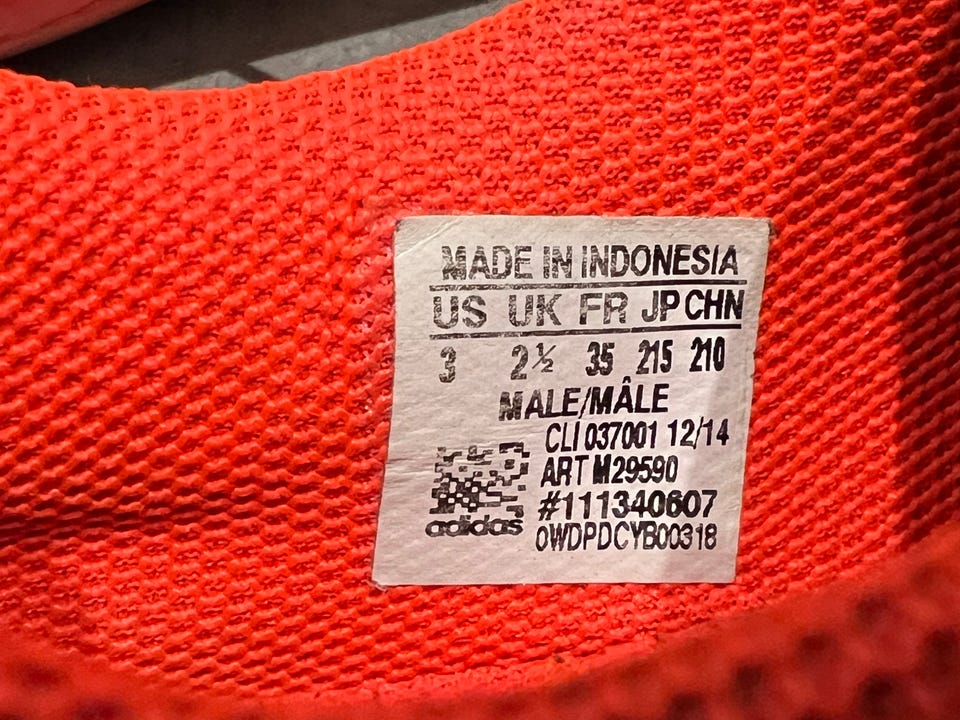 MADE IN INDONESIA
US UK FR JP CHN
3 2½ 35 215 210
MALE/MÂLE
CLI 037001 12/14
ART M29590
#111340607
adidas
0WDPDCYB00318